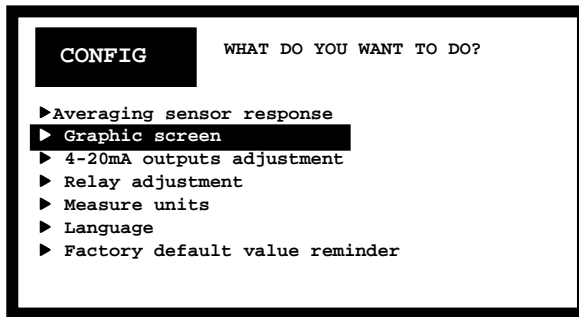 CONFIG
WHAT DO YOU WANT TO DO?
Averaging sensor response
Graphic screen
4-20mA outputs adjustment
Relay adjustment
Measure units
Language
Factory default value reminder